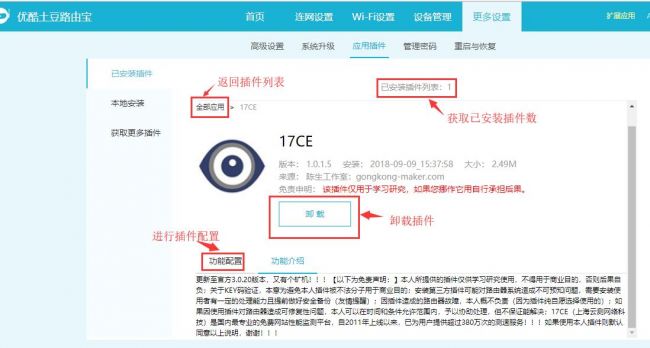 优酷土豆路由宝
首页 连网设置 Wi-Fi设置 设备管理 更多设置
扩展应用
高级设置 系统升级 应用插件 管理密码 重启与恢复
已安装插件
返回插件列表
已安装插件列表：1
本地安装
全部应用 » 17CE
获取已安装插件数
获取更多插件
17CE
版本： 1.0.1.5 安装： 2018-09-09_15:37:58 大小： 2.49M
来源： 陈生工作室：gongkong-maker.com
免责申明： 该插件仅用于学习研究，如果您挪作它用自行承担后果。
卸 载
卸载插件
进行插件配置
功能配置 功能介绍
更新至官方3.0.20版本，又有个矿机！！！【以下为免责声明：】本人所提供的插件仅供学习研究使用，不得用于商业目的，否则后果自
负；关于KEY码验证，本意为避免本人插件被不法分子用于商业目的；安装第三方插件可能对路由器系统造成不可预知问题，需要安装使
用者有一定的处理能力且提前做好安全备份（友情提醒）；因插件造成的路由器故障，本人概不负责（因为插件纯自愿选择使用的）；如
果因使用插件对路由器造成可修复性问题，本人可以在时间和条件允许范围内，予以协助处理，但不保证能解决；17CE（上海云测网络科
技）是国内最专业的免费网站性能监测平台，自2011年上线以来，已为用户提供超过380万次的测速服务！！！如果使用本人插件则默认
同意以上说明，谢谢！！！